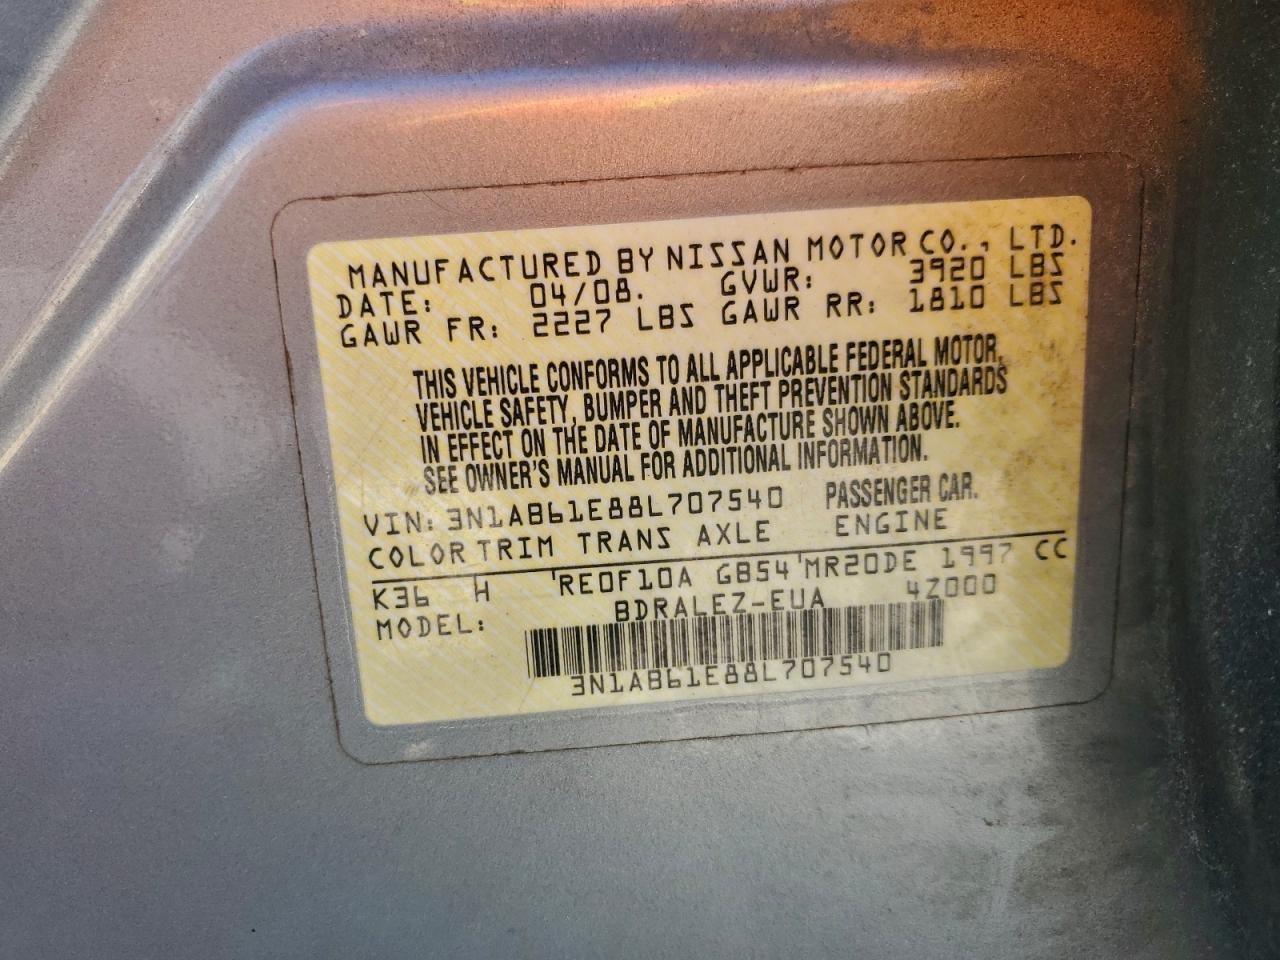 MANUFACTURED BY NISSAN MOTOR CO., LTD.
DATE: 04/08. GVWR: 3920 LBS
GAWR FR: 2227 LBS GAWR RR: 1810 LBS
THIS VEHICLE CONFORMS TO ALL APPLICABLE FEDERAL MOTOR
VEHICLE SAFETY, BUMPER AND THEFT PREVENTION STANDARDS
IN EFFECT ON THE DATE OF MANUFACTURE SHOWN ABOVE.
SEE OWNER'S MANUAL FOR ADDITIONAL INFORMATION.
VIN: 3N1AB61E88L707540 PASSENGER CAR.
COLOR TRIM TRANS AXLE ENGINE
K36 H 'RE0F10A GB54'MR20DE 1997 CC
MODEL: BDRALEZ-EUA 4Z000
3N1AB61E88L707540